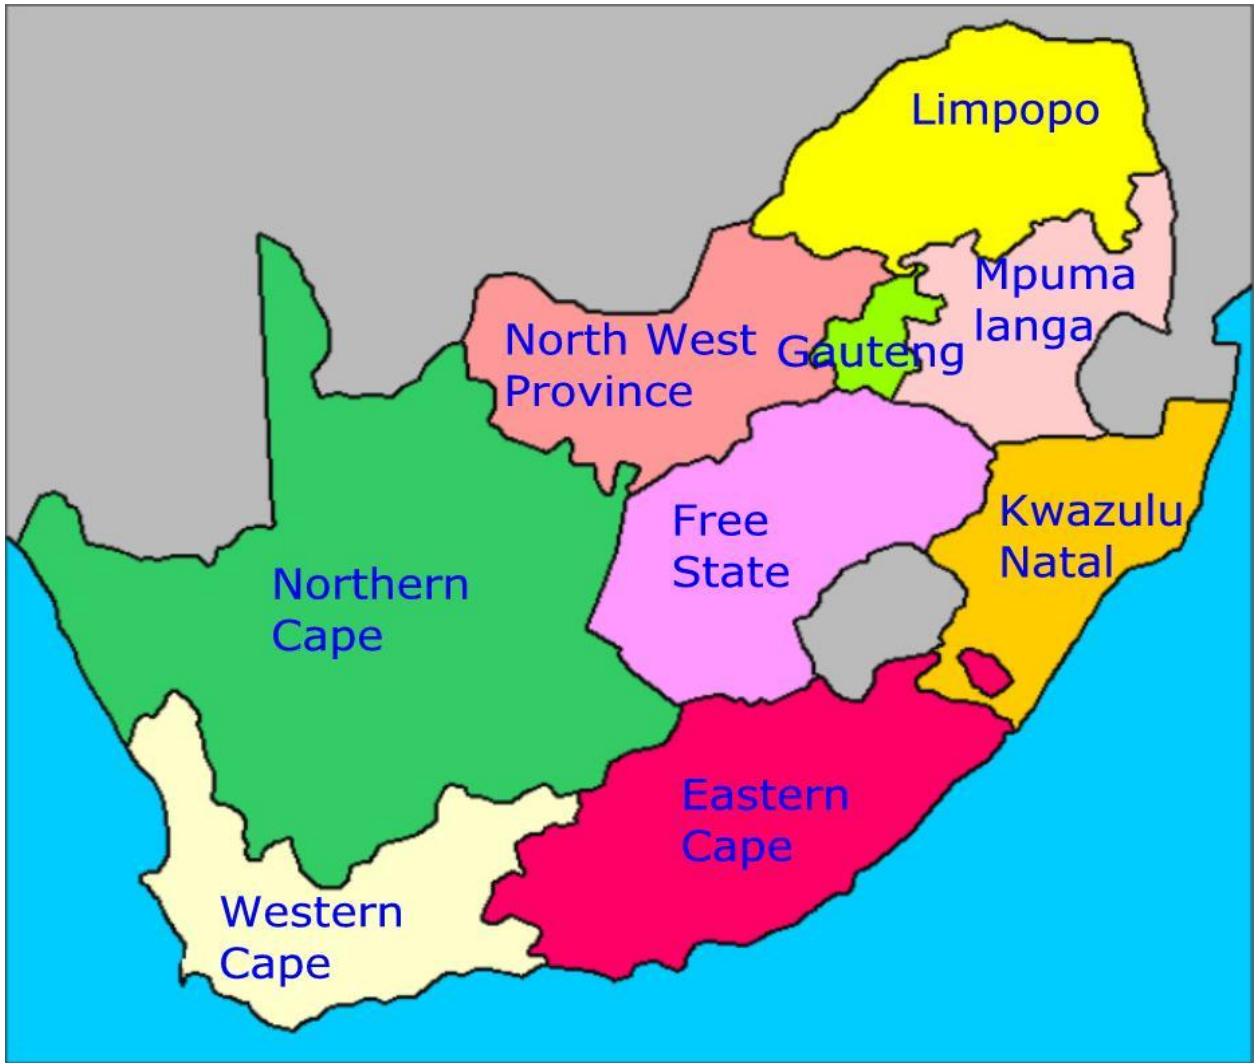 Limpopo
Mpuma
langa
North West
Province
Gauteng
Free
State
Kwazulu
Natal
Northern
Cape
Eastern
Cape
Western
Cape